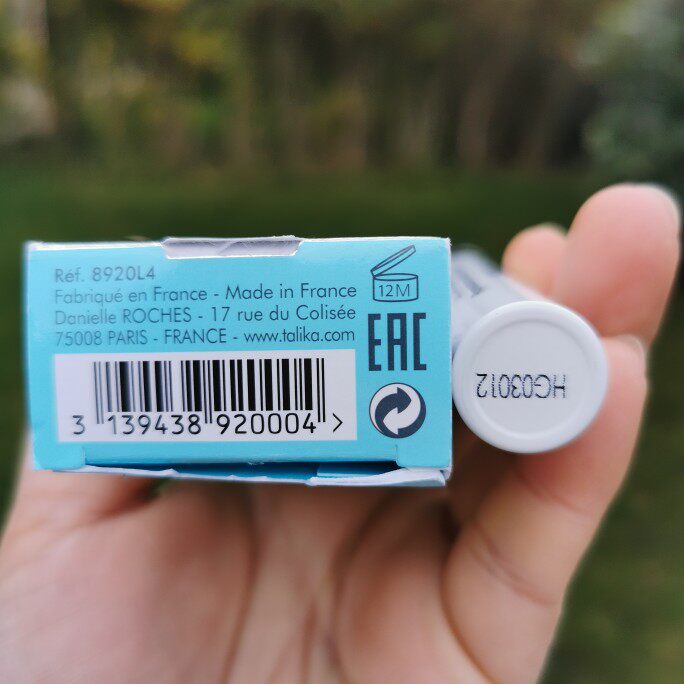 Réf. 8920L4
Fabriqué en France - Made in France
Danielle ROCHES - 17 rue du Colisée
75008 PARIS - FRANCE - www.talika.com
12M
EAC
3 139438 920004 >
HG03012